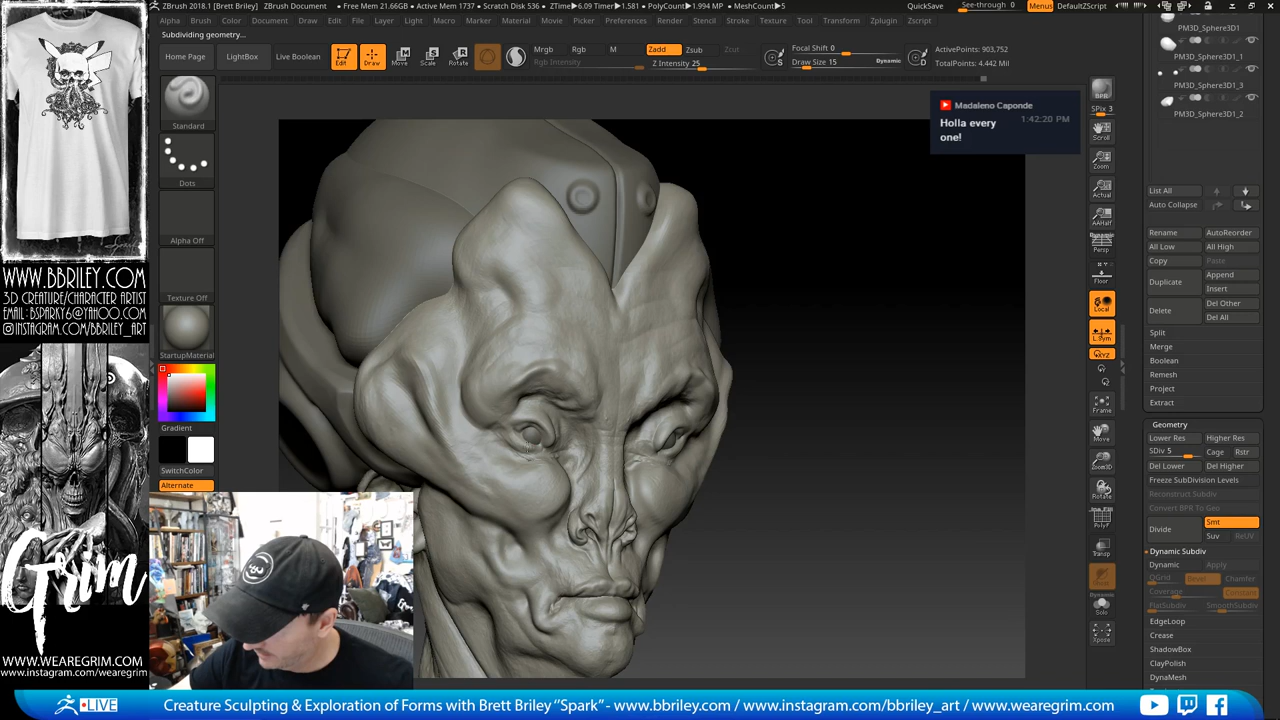 ZBrush 2018.1 [Brett Briley]
ZBrush Document
• Free Mem 21.66GB • Active Mem 1737 • Scratch Disk 536 • ZTime▶6.09 Timer▶1.581 • PolyCount▶1.994 MP • MeshCount▶5
QuickSave
See-through 0
Menus
DefaultZScript
Alpha Brush Color Document Draw Edit File Layer Light Macro Marker Material Movie Picker Preferences Render Stencil Stroke Texture Tool Transform Zplugin Zscript
Subdividing geometry...
Home Page
LightBox
Live Boolean
Edit
Draw
Move
Scale
Rotate
Mrgb
Rgb
M
Rgb Intensity
Zadd
Zsub
Zcut
Z Intensity 25
Focal Shift 0
Draw Size 15
Dynamic
ActivePoints: 903,752
TotalPoints: 4.442 Mil
Standard
Dots
Alpha Off
Texture Off
StartupMaterial
Gradient
SwitchColor
Alternate
WWW.BBRILEY.COM
3D CREATURE/CHARACTER ARTIST
EMAIL: BSPARKY6@YAHOO.COM
INSTAGRAM.COM/BBRILEY_ART
Grim
WWW.WEAREGRIM.COM
www.instagram.com/wearegrim
Madaleno Caponde
Holla every
one!
1:42:20 PM
BPR
SPix 3
Scroll
Zoom
Actual
AAHalf
Dynamic
Persp
Floor
Local
L.Sym
Frame
Move
Zoom3D
Rotate
PolyF
Transp
Dynamic
Solo
Xpose
PM3D_Sphere3D1
PM3D_Sphere3D1_1
PM3D_Sphere3D1_3
PM3D_Sphere3D1_2
List All
Auto Collapse
Rename
AutoReorder
All Low
All High
Copy
Paste
Duplicate
Append
Insert
Delete
Del Other
Del All
Split
Merge
Boolean
Remesh
Project
Extract
Geometry
Lower Res
Higher Res
SDiv 5
Cage
Rstr
Del Lower
Del Higher
Freeze SubDivision Levels
Reconstruct Subdiv
Convert BPR To Geo
Divide
Smt
Suv
ReUV
Dynamic Subdiv
Dynamic
Apply
QGrid
Bevel
Chamfer
Coverage
Constant
FlatSubdiv
SmoothSubdiv
EdgeLoop
Crease
ShadowBox
ClayPolish
DynaMesh
LIVE
Creature Sculpting & Exploration of Forms with Brett Briley "Spark" - www.bbriley.com / www.instagram.com/bbriley_art / www.wearegrim.com